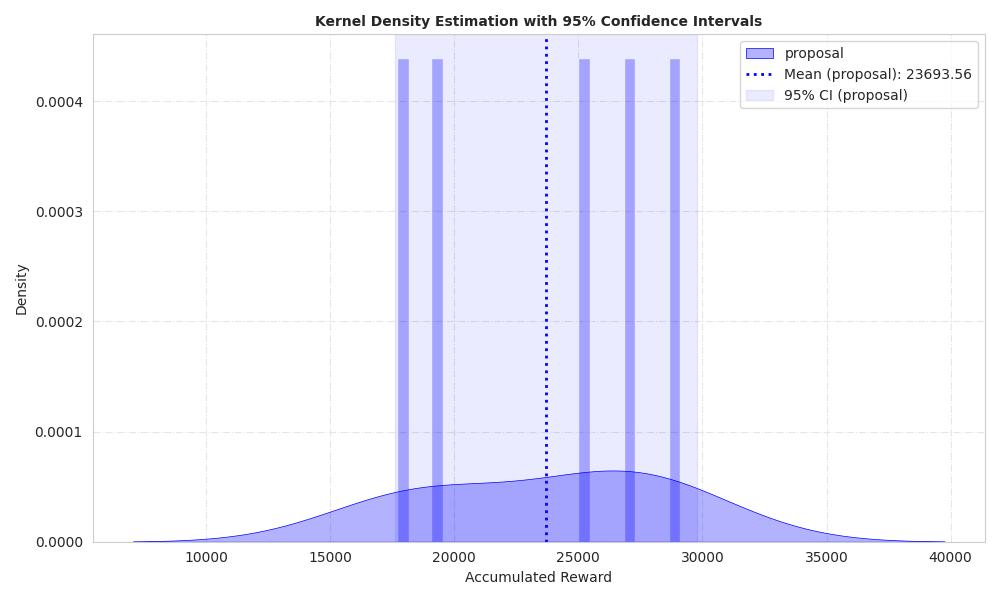 Kernel Density Estimation with 95% Confidence Intervals
proposal
Mean (proposal): 23693.56
95% CI (proposal)
0.0004
0.0003
0.0002
0.0001
0.0000
Density
10000 15000 20000 25000 30000 35000 40000
Accumulated Reward